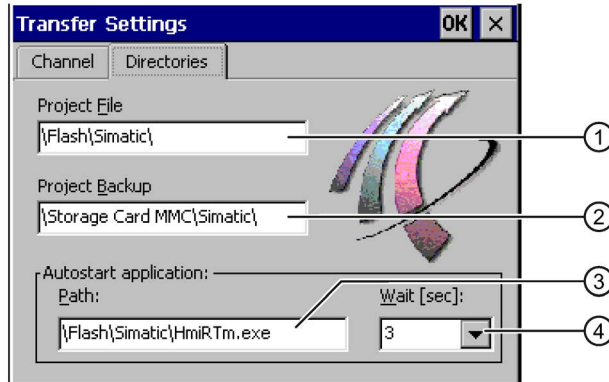 Transfer Settings OK ×
Channel Directories
Project File
\Flash\Simatic\
1
Project Backup
\Storage Card MMC\Simatic\
2
Autostart application:
3
Path: Wait [sec]:
\Flash\Simatic\HmiRTm.exe 3
4